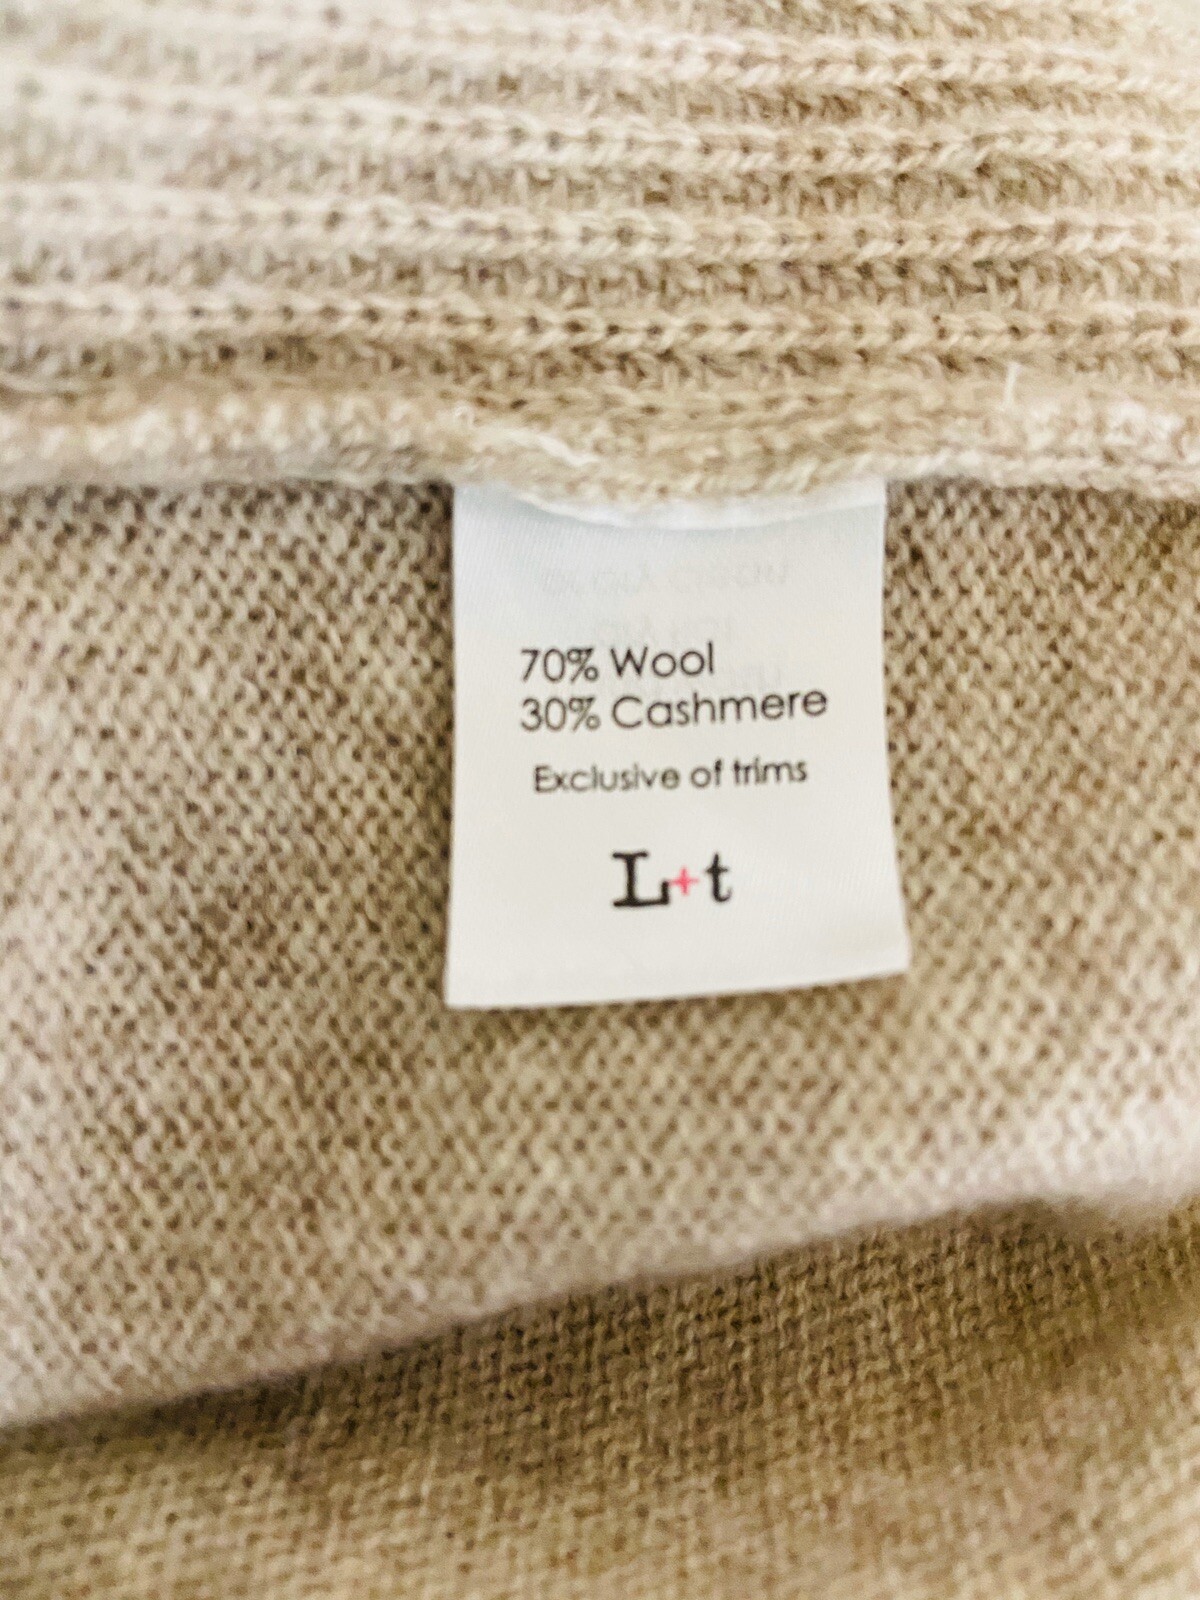 70% Wool
30% Cashmere
Exclusive of trims
L+t